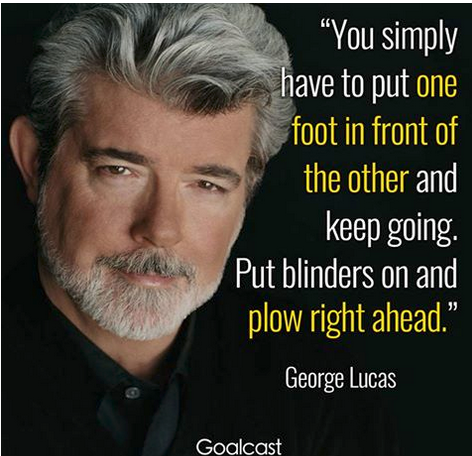 “You simply
have to put one
foot in front of
the other and
keep going.
Put blinders on and
plow right ahead.”
George Lucas
Goalcast